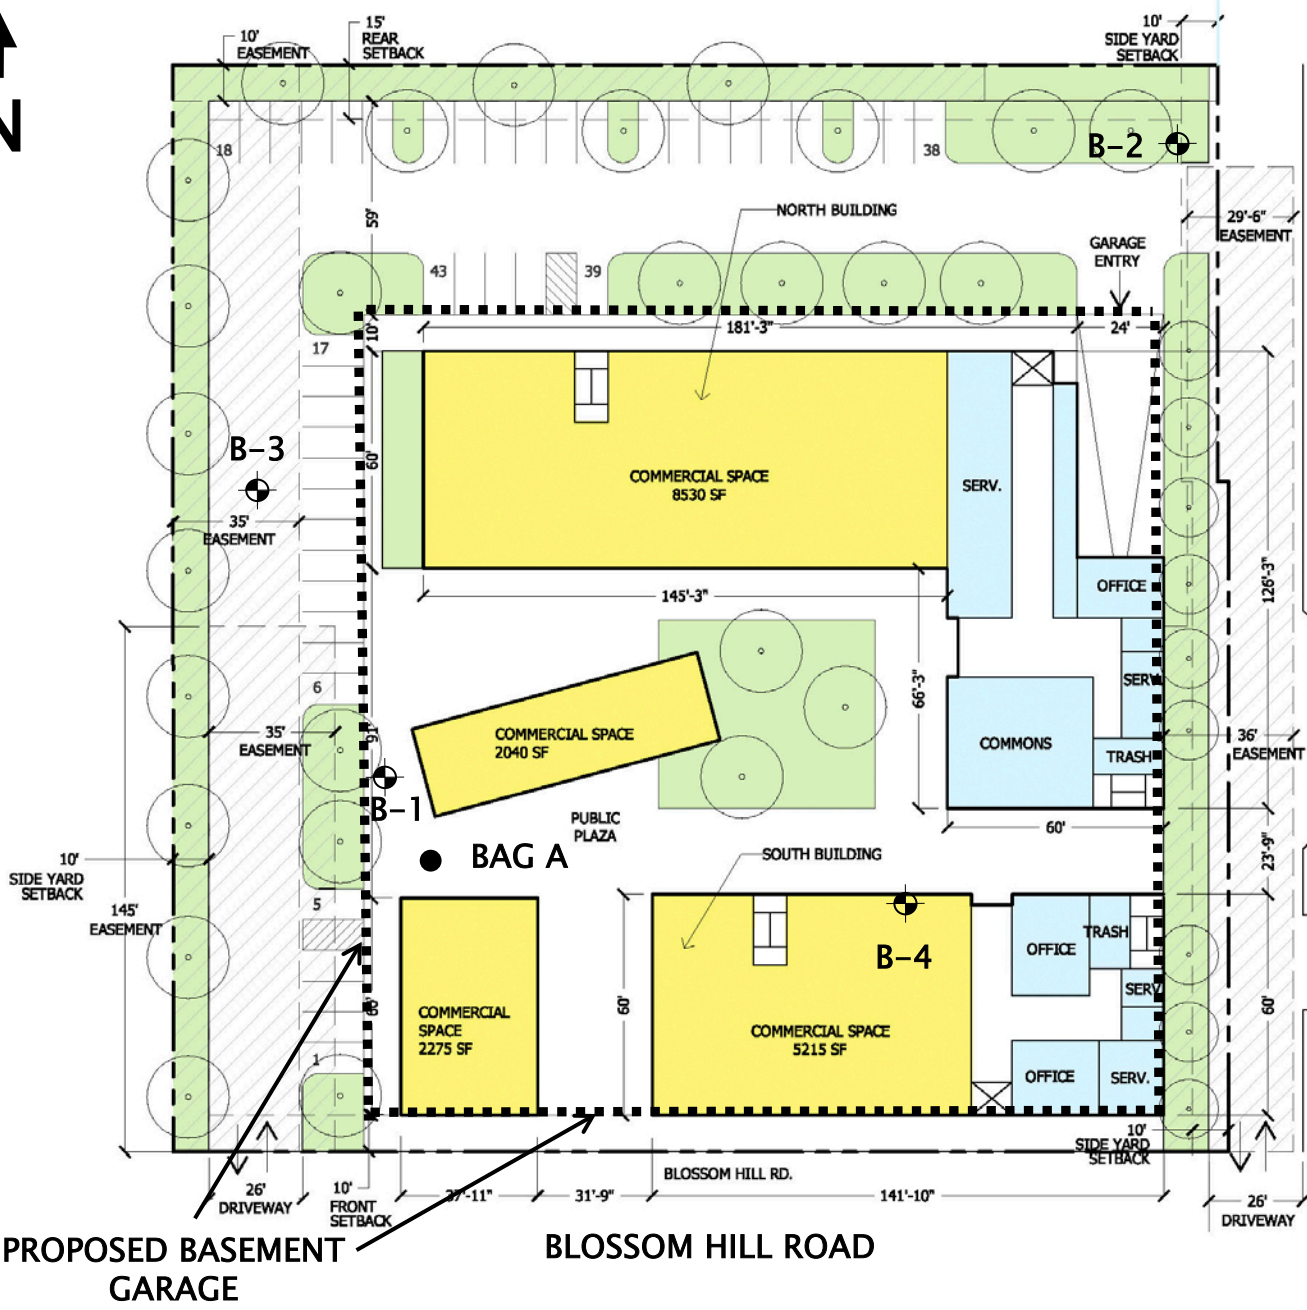 N
10'
EASEMENT
15'
REAR
SETBACK
10'
SIDE YARD
SETBACK
18
38
B-2
59'
NORTH BUILDING
29'-6"
EASEMENT
GARAGE
ENTRY
43
39
10'
181'-3"
24'
17
B-3
60'
COMMERCIAL SPACE
8530 SF
SERV.
35'
EASEMENT
145'-3"
OFFICE
126'-3"
6
66'-3"
SERV
35'
EASEMENT
91'
COMMERCIAL SPACE
2040 SF
COMMONS
TRASH
36'
EASEMENT
B-1
PUBLIC
PLAZA
60'
BAG A
SOUTH BUILDING
23'-9"
10'
SIDE YARD
SETBACK
145'
EASEMENT
5
B-4
OFFICE
TRASH
SERV
60'
60'
60'
COMMERCIAL
SPACE
2275 SF
COMMERCIAL SPACE
5215 SF
1
OFFICE
SERV.
10'
SIDE YARD
SETBACK
BLOSSOM HILL RD.
26'
DRIVEWAY
10'
FRONT
SETBACK
37'-11"
31'-9"
141'-10"
26'
DRIVEWAY
PROPOSED BASEMENT
GARAGE
BLOSSOM HILL ROAD